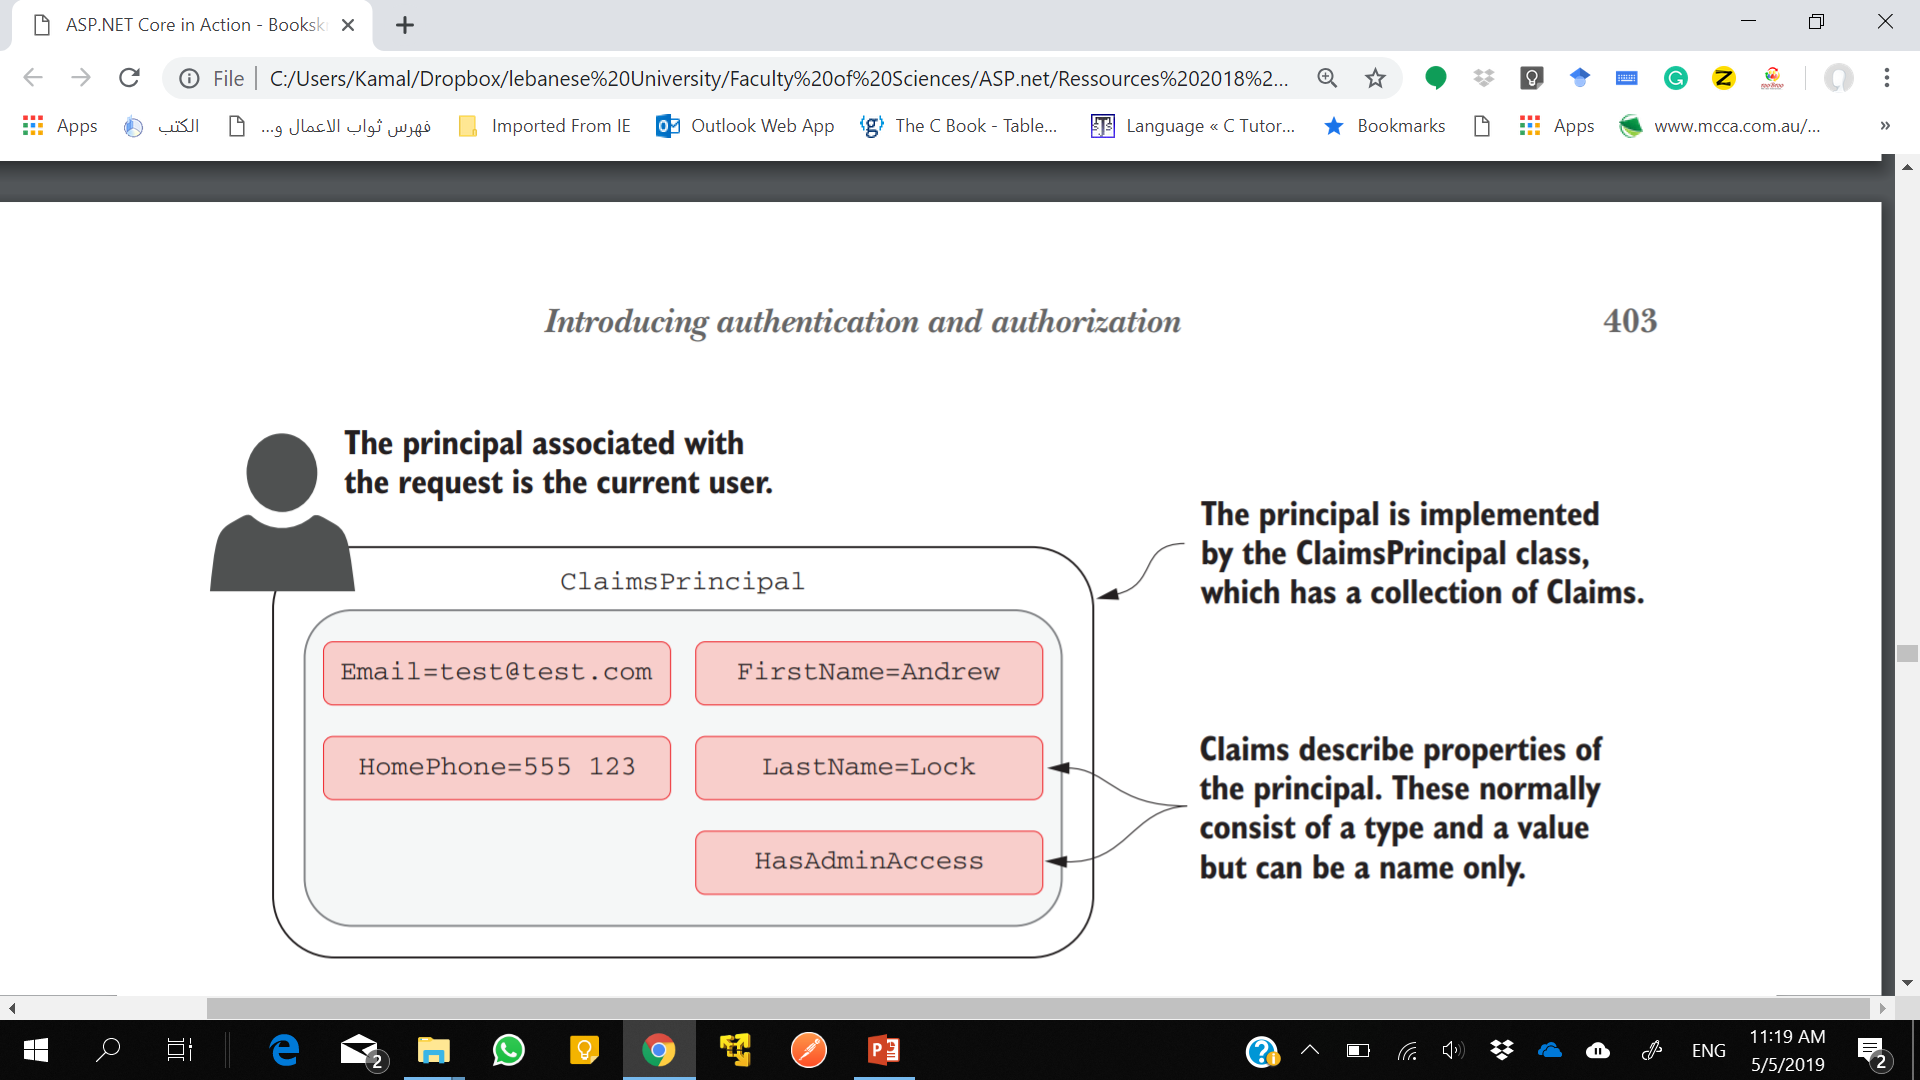 ASP.NET Core in Action - Booksk
File
C:/Users/Kamal/Dropbox/lebanese%20University/Faculty%20of%20Sciences/ASP.net/Ressources%202018%2...
Apps
الكتب
فهرس ثواب الاعمال و...
Imported From IE
Outlook Web App
The C Book - Table...
Language « C Tutor...
Bookmarks
Apps
www.mcca.com.au/...
»
Introducing authentication and authorization 403
The principal associated with
the request is the current user.
The principal is implemented
by the ClaimsPrincipal class,
which has a collection of Claims.
ClaimsPrincipal
Email=test@test.com FirstName=Andrew
HomePhone=555 123 LastName=Lock
HasAdminAccess
Claims describe properties of
the principal. These normally
consist of a type and a value
but can be a name only.
2
ENG
11:19 AM
5/5/2019
2